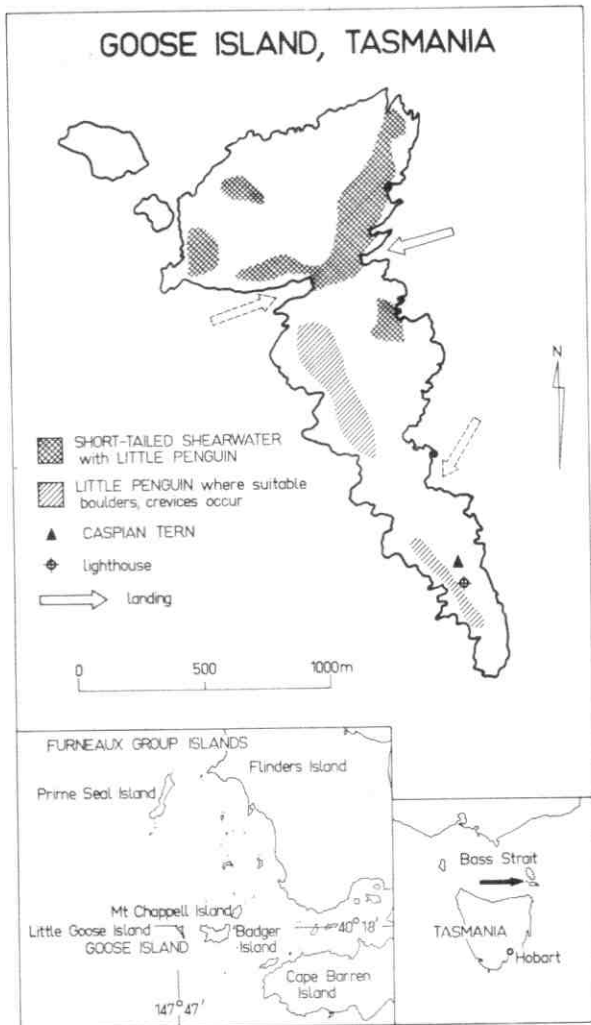 GOOSE ISLAND, TASMANIA
N
SHORT-TAILED SHEARWATER
with LITTLE PENGUIN
LITTLE PENGUIN where suitable
boulders, crevices occur
CASPIAN TERN
lighthouse
landing
0 500 1000m
FURNEAUX GROUP ISLANDS
Flinders Island
Prime Seal Island
Mt Chappell Island
Little Goose Island
GOOSE ISLAND
Badger
Island
40° 18'
Cape Barren
Island
147° 47'
Bass Strait
TASMANIA
Hobart